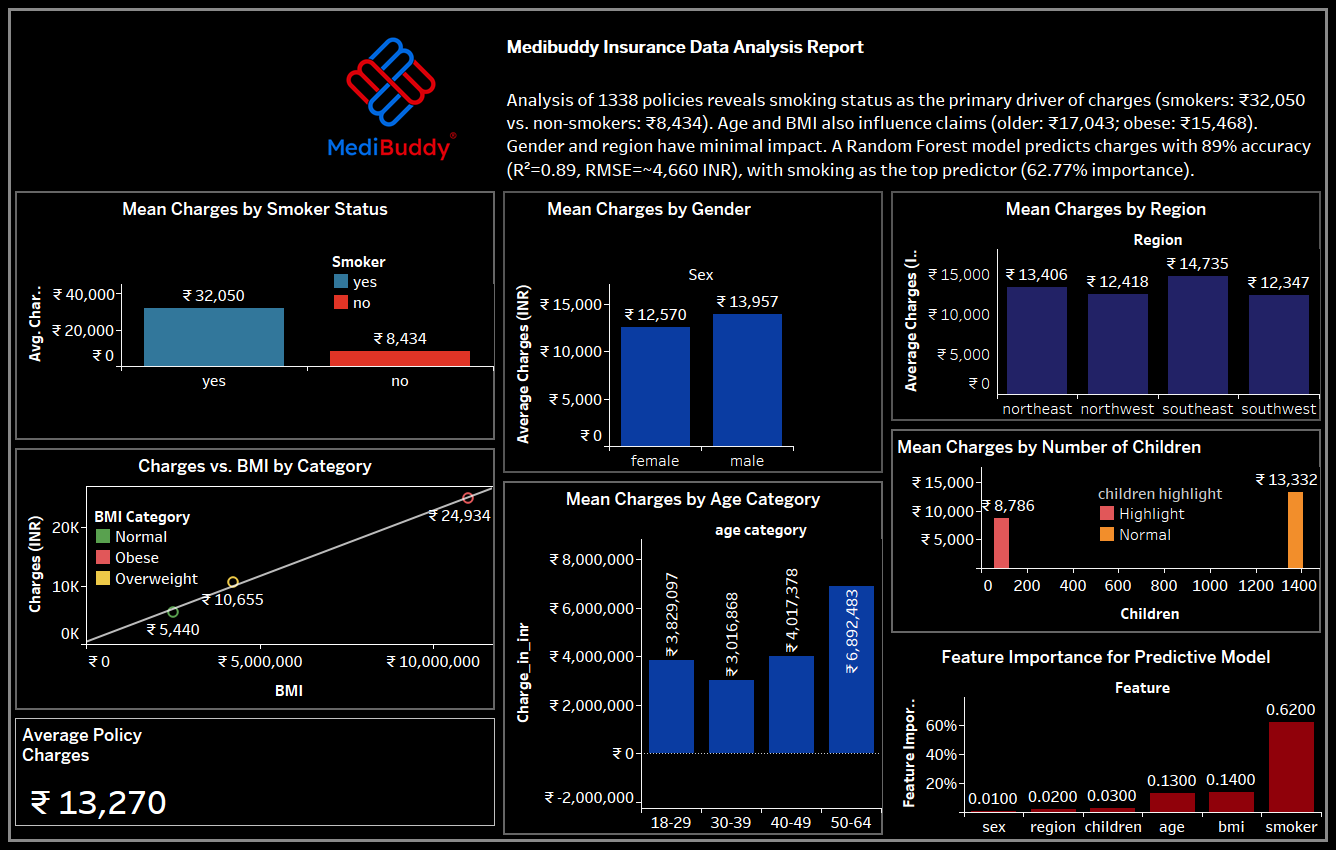 Medibuddy Insurance Data Analysis Report
Analysis of 1338 policies reveals smoking status as the primary driver of charges (smokers: ₹32,050
vs. non-smokers: ₹8,434). Age and BMI also influence claims (older: ₹17,043; obese: ₹15,468).
Gender and region have minimal impact. A Random Forest model predicts charges with 89% accuracy
(R²=0.89, RMSE=~4,660 INR), with smoking as the top predictor (62.77% importance).
MediBuddy®
Mean Charges by Smoker Status
Smoker
yes
no
Avg. Char..
₹ 40,000
₹ 20,000
₹ 0
₹ 32,050
₹ 8,434
yes
no
Mean Charges by Gender
Sex
Average Charges (INR)
₹ 15,000
₹ 10,000
₹ 5,000
₹ 0
₹ 12,570
₹ 13,957
female
male
Mean Charges by Region
Region
Average Charges (I..
₹ 15,000
₹ 10,000
₹ 5,000
₹ 0
₹ 13,406
₹ 12,418
₹ 14,735
₹ 12,347
northeast
northwest
southeast
southwest
Charges vs. BMI by Category
BMI Category
Normal
Obese
Overweight
Charges (INR)
20K
10K
0K
₹ 24,934
₹ 10,655
₹ 5,440
₹ 0
₹ 5,000,000
₹ 10,000,000
BMI
Mean Charges by Age Category
age category
Charge_in_inr
₹ 8,000,000
₹ 6,000,000
₹ 4,000,000
₹ 2,000,000
₹ 0
₹ -2,000,000
₹ 3,829,097
₹ 3,016,868
₹ 4,017,378
₹ 6,892,483
18-29
30-39
40-49
50-64
Mean Charges by Number of Children
₹ 15,000
₹ 10,000
₹ 5,000
₹ 8,786
₹ 13,332
children highlight
Highlight
Normal
0
200
400
600
800
1000
1200
1400
Children
Average Policy
Charges
₹ 13,270
Feature Importance for Predictive Model
Feature
Feature Impor..
60%
40%
20%
0.0100
0.0200
0.0300
0.1300
0.1400
0.6200
sex
region
children
age
bmi
smoker